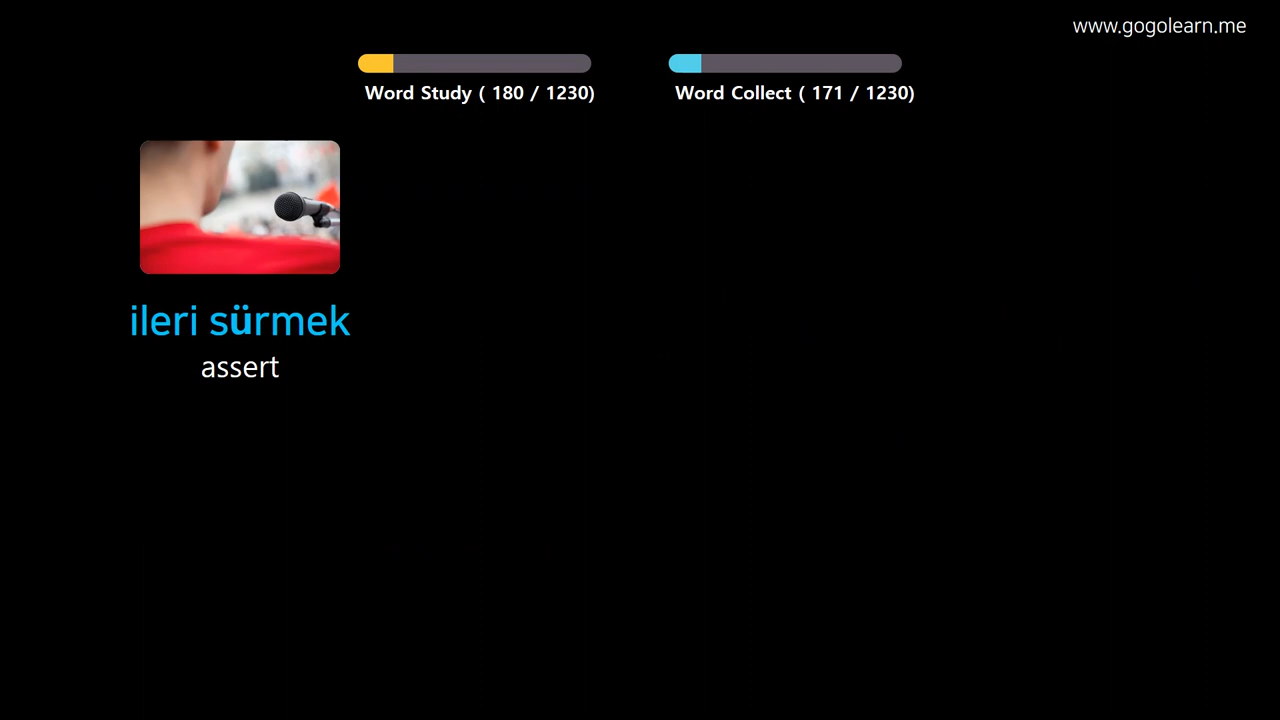 www.gogolearn.me
Word Study ( 180 / 1230)
Word Collect ( 171 / 1230)
ileri sürmek
assert